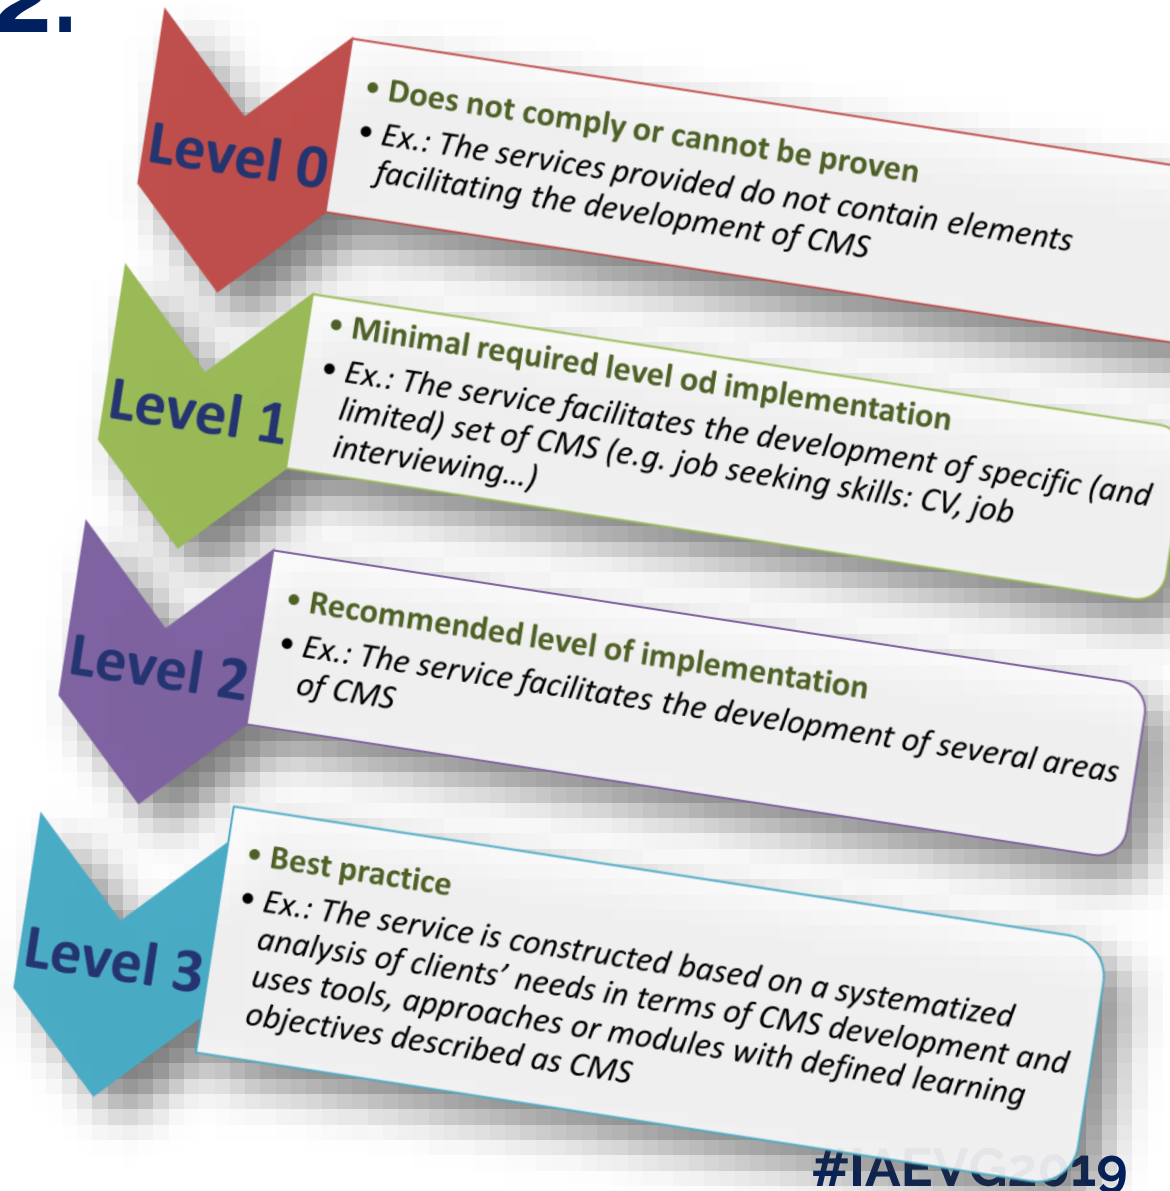 2.
Level 0
• Does not comply or cannot be proven
• Ex.: The services provided do not contain elements
facilitating the development of CMS
Level 1
• Minimal required level od implementation
• Ex.: The service facilitates the development of specific (and
limited) set of CMS (e.g. job seeking skills: CV, job
interviewing...)
Level 2
• Recommended level of implementation
• Ex.: The service facilitates the development of several areas
of CMS
Level 3
• Best practice
• Ex.: The service is constructed based on a systematized
analysis of clients’ needs in terms of CMS development and
uses tools, approaches or modules with defined learning
objectives described as CMS
#IAEVG2019